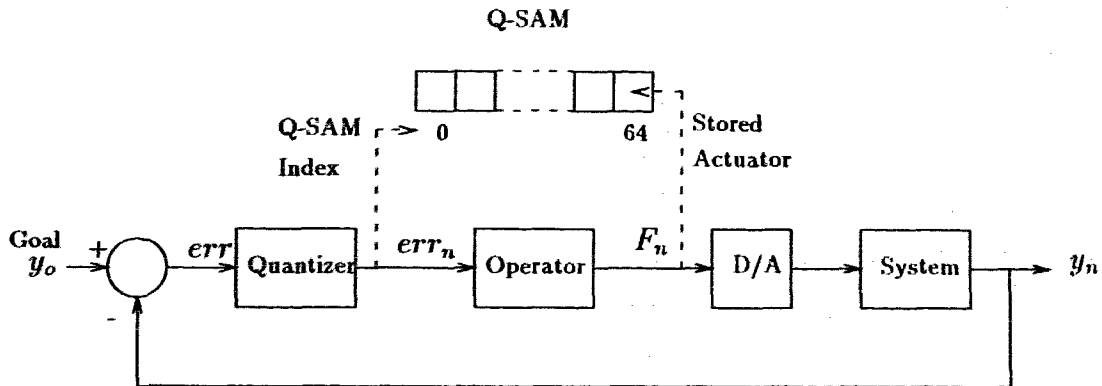 Q-SAM
Q-SAM
Index
0
64
Stored
Actuator
Goal
y_o
+
-
err
Quantizer
err_n
Operator
F_n
D/A
System
y_n